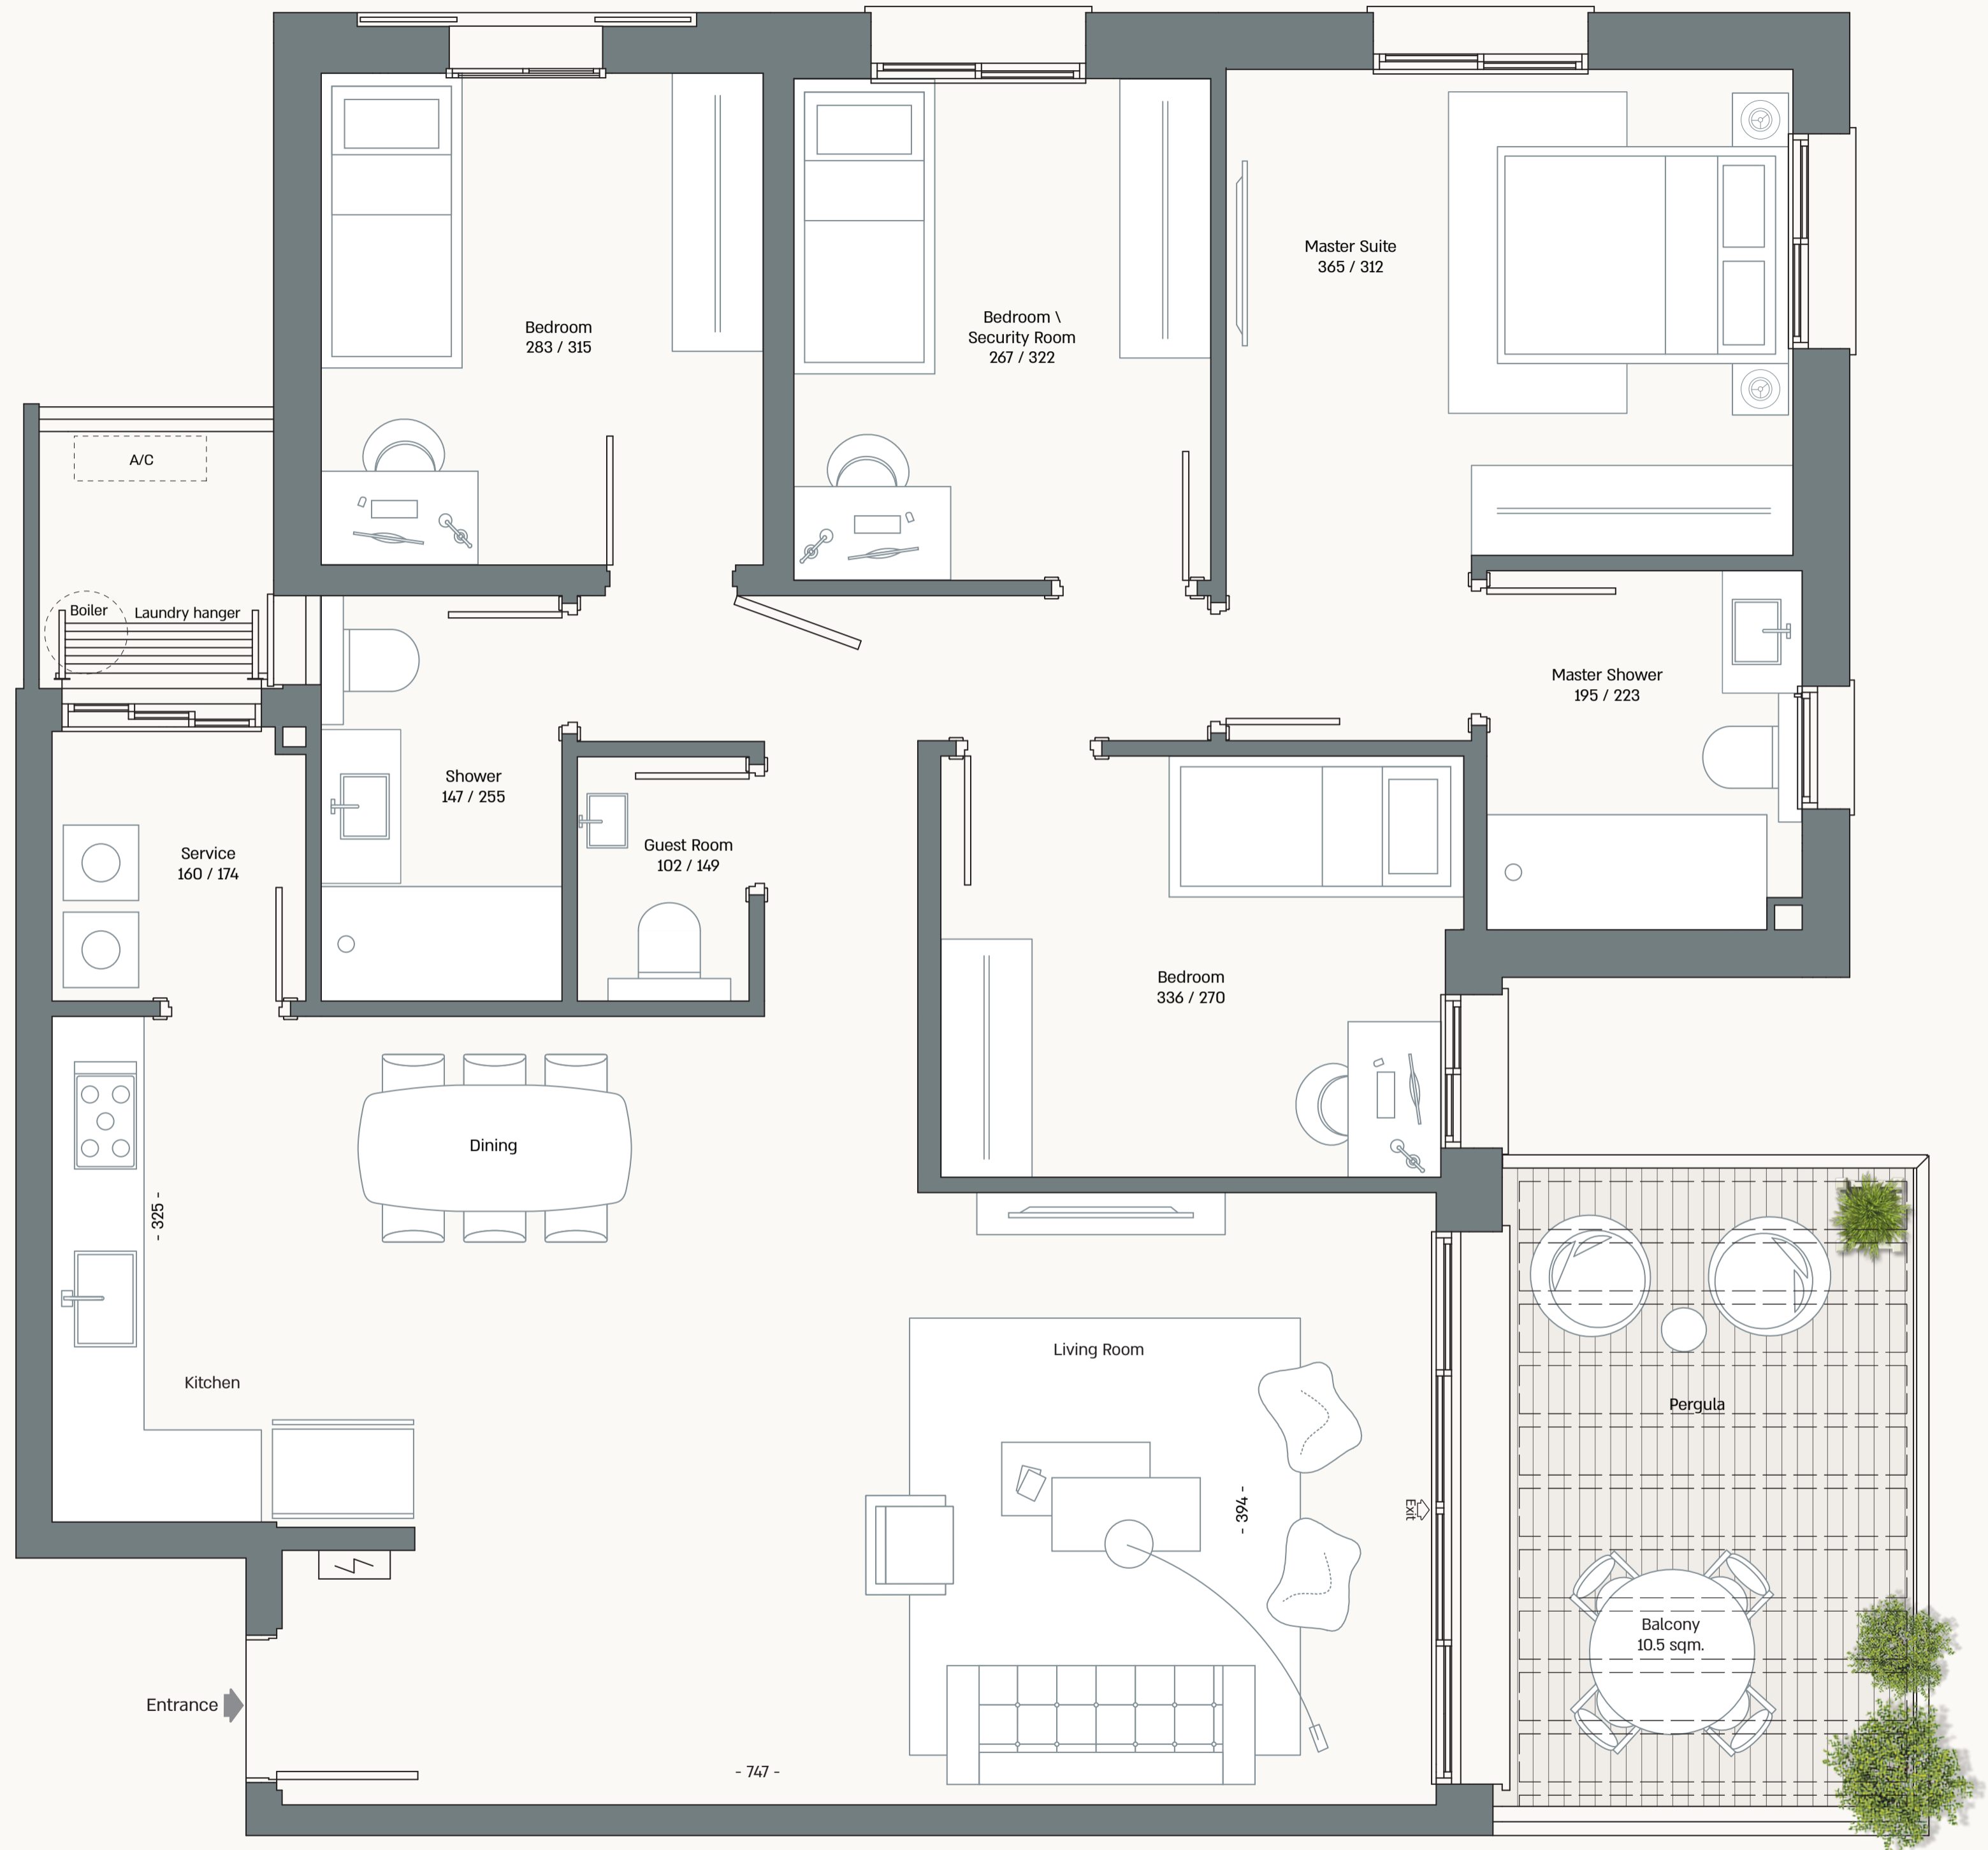 Master Suite
365 / 312
Bedroom \
Security Room
267 / 322
Bedroom
283 / 315
A/C
Boiler
Laundry hanger
Master Shower
195 / 223
Shower
147 / 255
Guest Room
102 / 149
Service
160 / 174
Bedroom
336 / 270
Dining
- 325 -
Living Room
Kitchen
Pergula
- 394 -
Exit
Balcony
10.5 sqm.
Entrance
- 747 -